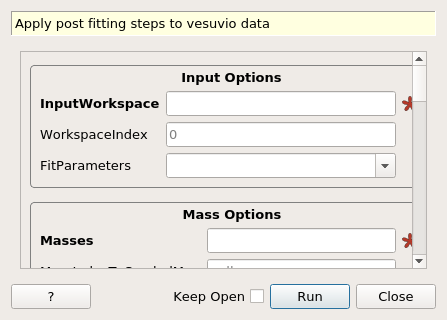 Apply post fitting steps to vesuvio data
Input Options
InputWorkspace
WorkspaceIndex 0
FitParameters
Mass Options
Masses
? Keep Open Run Close